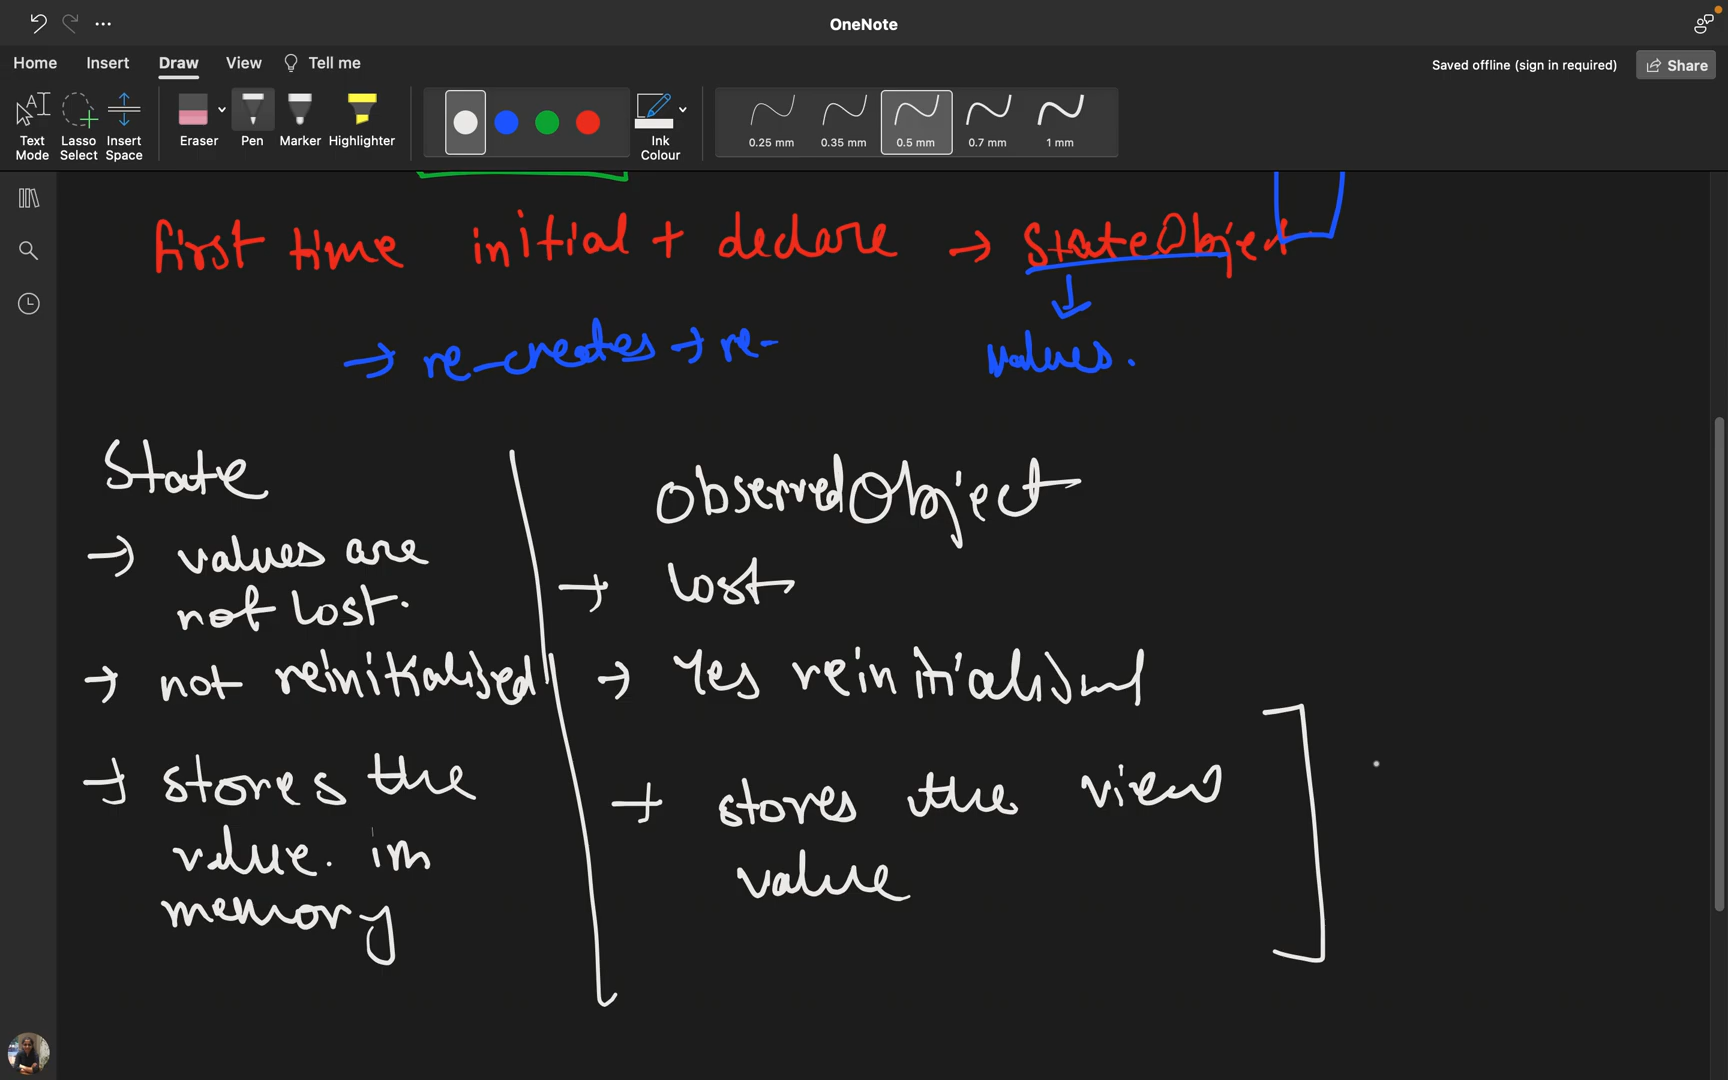 OneNote
Home Insert Draw View Tell me
Saved offline (sign in required) Share
Text Mode
Lasso Select
Insert Space
Eraser Pen Marker Highlighter
Ink Colour
0.25 mm 0.35 mm 0.5 mm 0.7 mm 1 mm
first time initial + declare → StateObject
→ re-creates → re-
values.
State
→ values are
not lost.
→ not reinitialized
→ stores the
value. in
memory
ObservedObject
→ lost
→ Yes reinitialised
→ stores the view
value